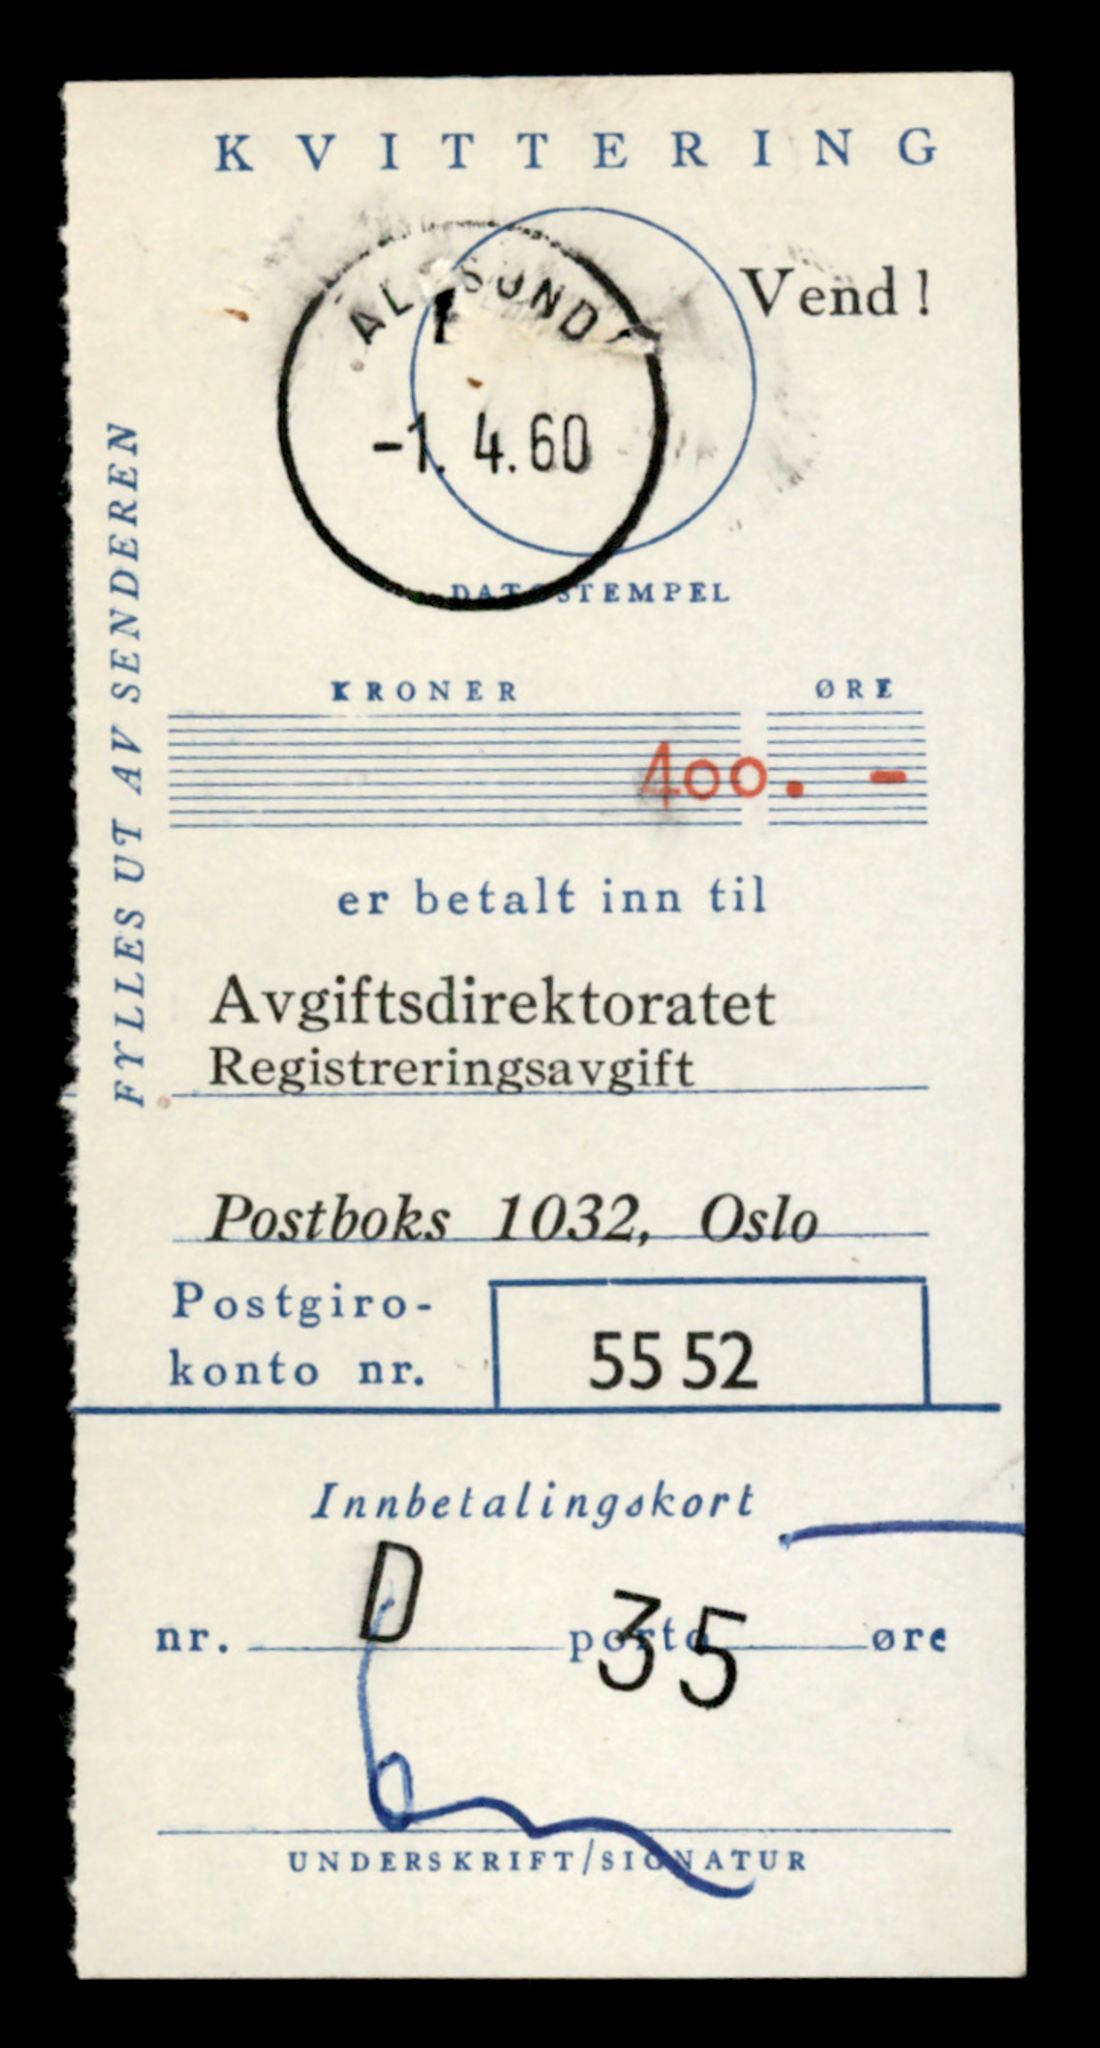 KVITTERING
Vend!
ÅLESUND
-1. 4. 60
DATOSTEMPEL
FYLLES UT AV SENDEREN
KRONER ØRE
400. -
er betalt inn til
Avgiftsdirektoratet
Registreringsavgift
Postboks 1032, Oslo
Postgiro-
konto nr. 55 52
Innbetalingskort
nr. D porto 35 øre
UNDERSKRIFT/SIGNATUR